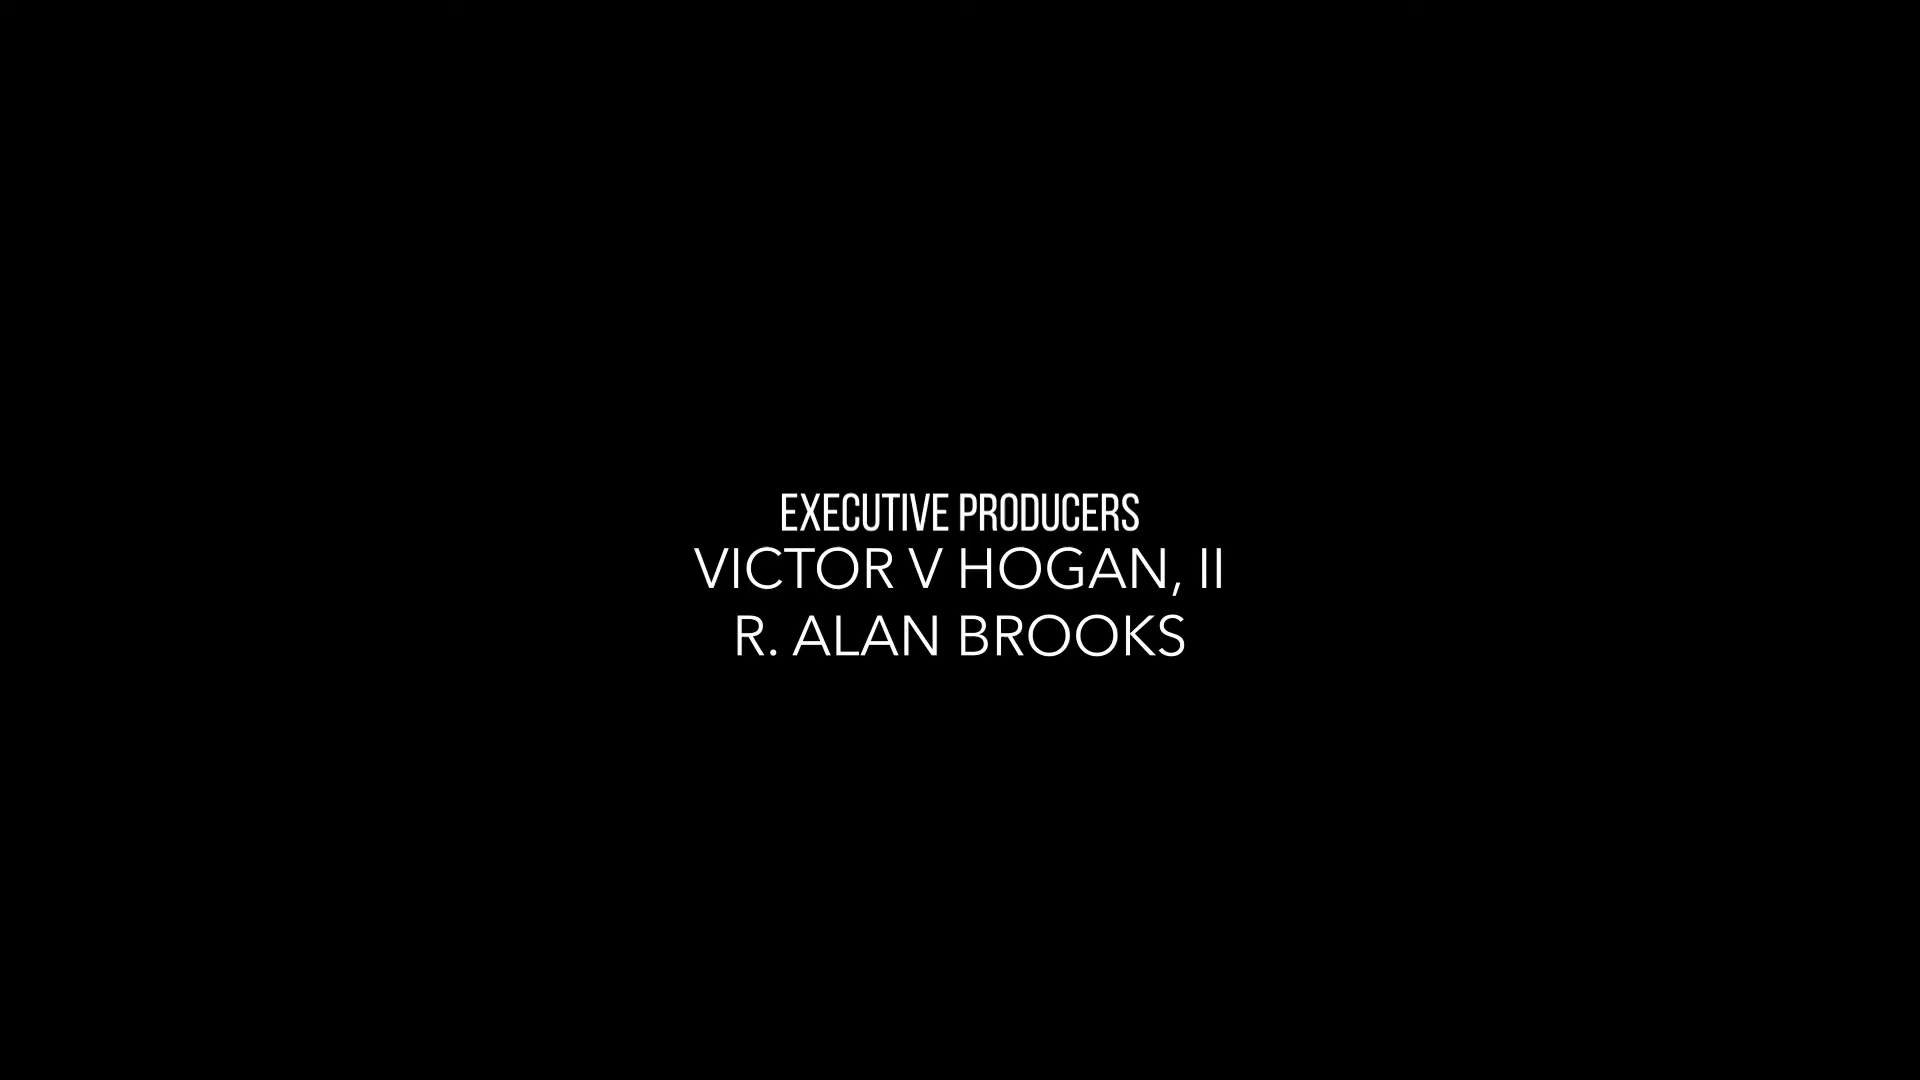 EXECUTIVE PRODUCERS
VICTOR V HOGAN, II
R. ALAN BROOKS